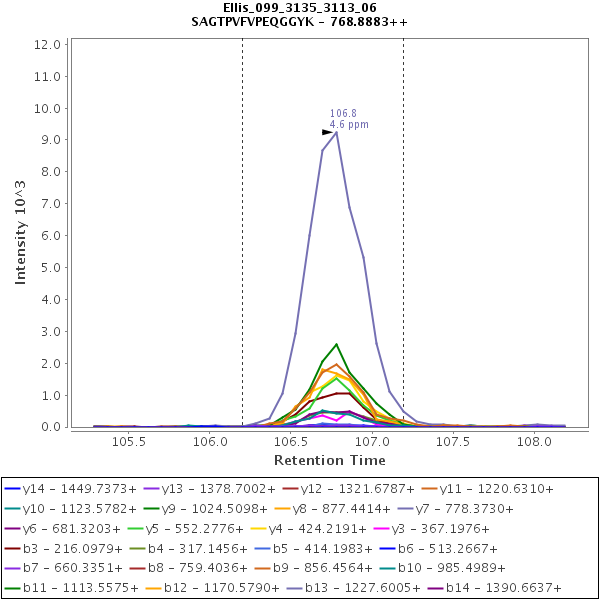 Ellis_099_3135_3113_06
SAGTPVFVPEQGGYK - 768.8883++
12.0
11.0
10.0
9.0
8.0
7.0
6.0
5.0
4.0
3.0
2.0
1.0
0.0
Intensity 10^3
106.8
4.6 ppm
105.5 106.0 106.5 107.0 107.5 108.0
Retention Time
y14 - 1449.7373+ y13 - 1378.7002+ y12 - 1321.6787+ y11 - 1220.6310+
y10 - 1123.5782+ y9 - 1024.5098+ y8 - 877.4414+ y7 - 778.3730+
y6 - 681.3203+ y5 - 552.2776+ y4 - 424.2191+ y3 - 367.1976+
b3 - 216.0979+ b4 - 317.1456+ b5 - 414.1983+ b6 - 513.2667+
b7 - 660.3351+ b8 - 759.4036+ b9 - 856.4564+ b10 - 985.4989+
b11 - 1113.5575+ b12 - 1170.5790+ b13 - 1227.6005+ b14 - 1390.6637+